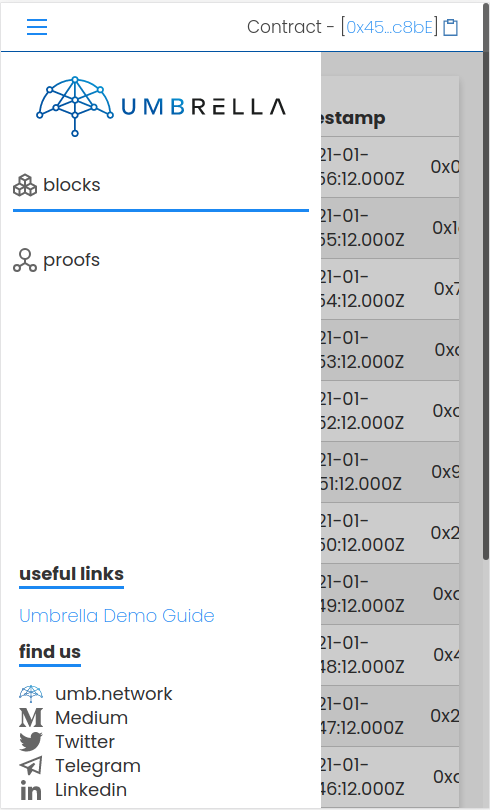 Contract - [0x45...c8bE]
UMBRELLA
blocks
proofs
useful links
Umbrella Demo Guide
find us
umb.network
Medium
Twitter
Telegram
Linkedin
estamp
21-01-
56:12.000Z 0x0
21-01-
55:12.000Z 0x1
21-01-
54:12.000Z 0x7
21-01-
53:12.000Z 0x
21-01-
52:12.000Z 0x
21-01-
51:12.000Z 0x9
21-01-
50:12.000Z 0x2
21-01-
49:12.000Z 0x
21-01-
48:12.000Z 0x4
21-01-
47:12.000Z 0x2
21-01-
46:12.000Z 0x